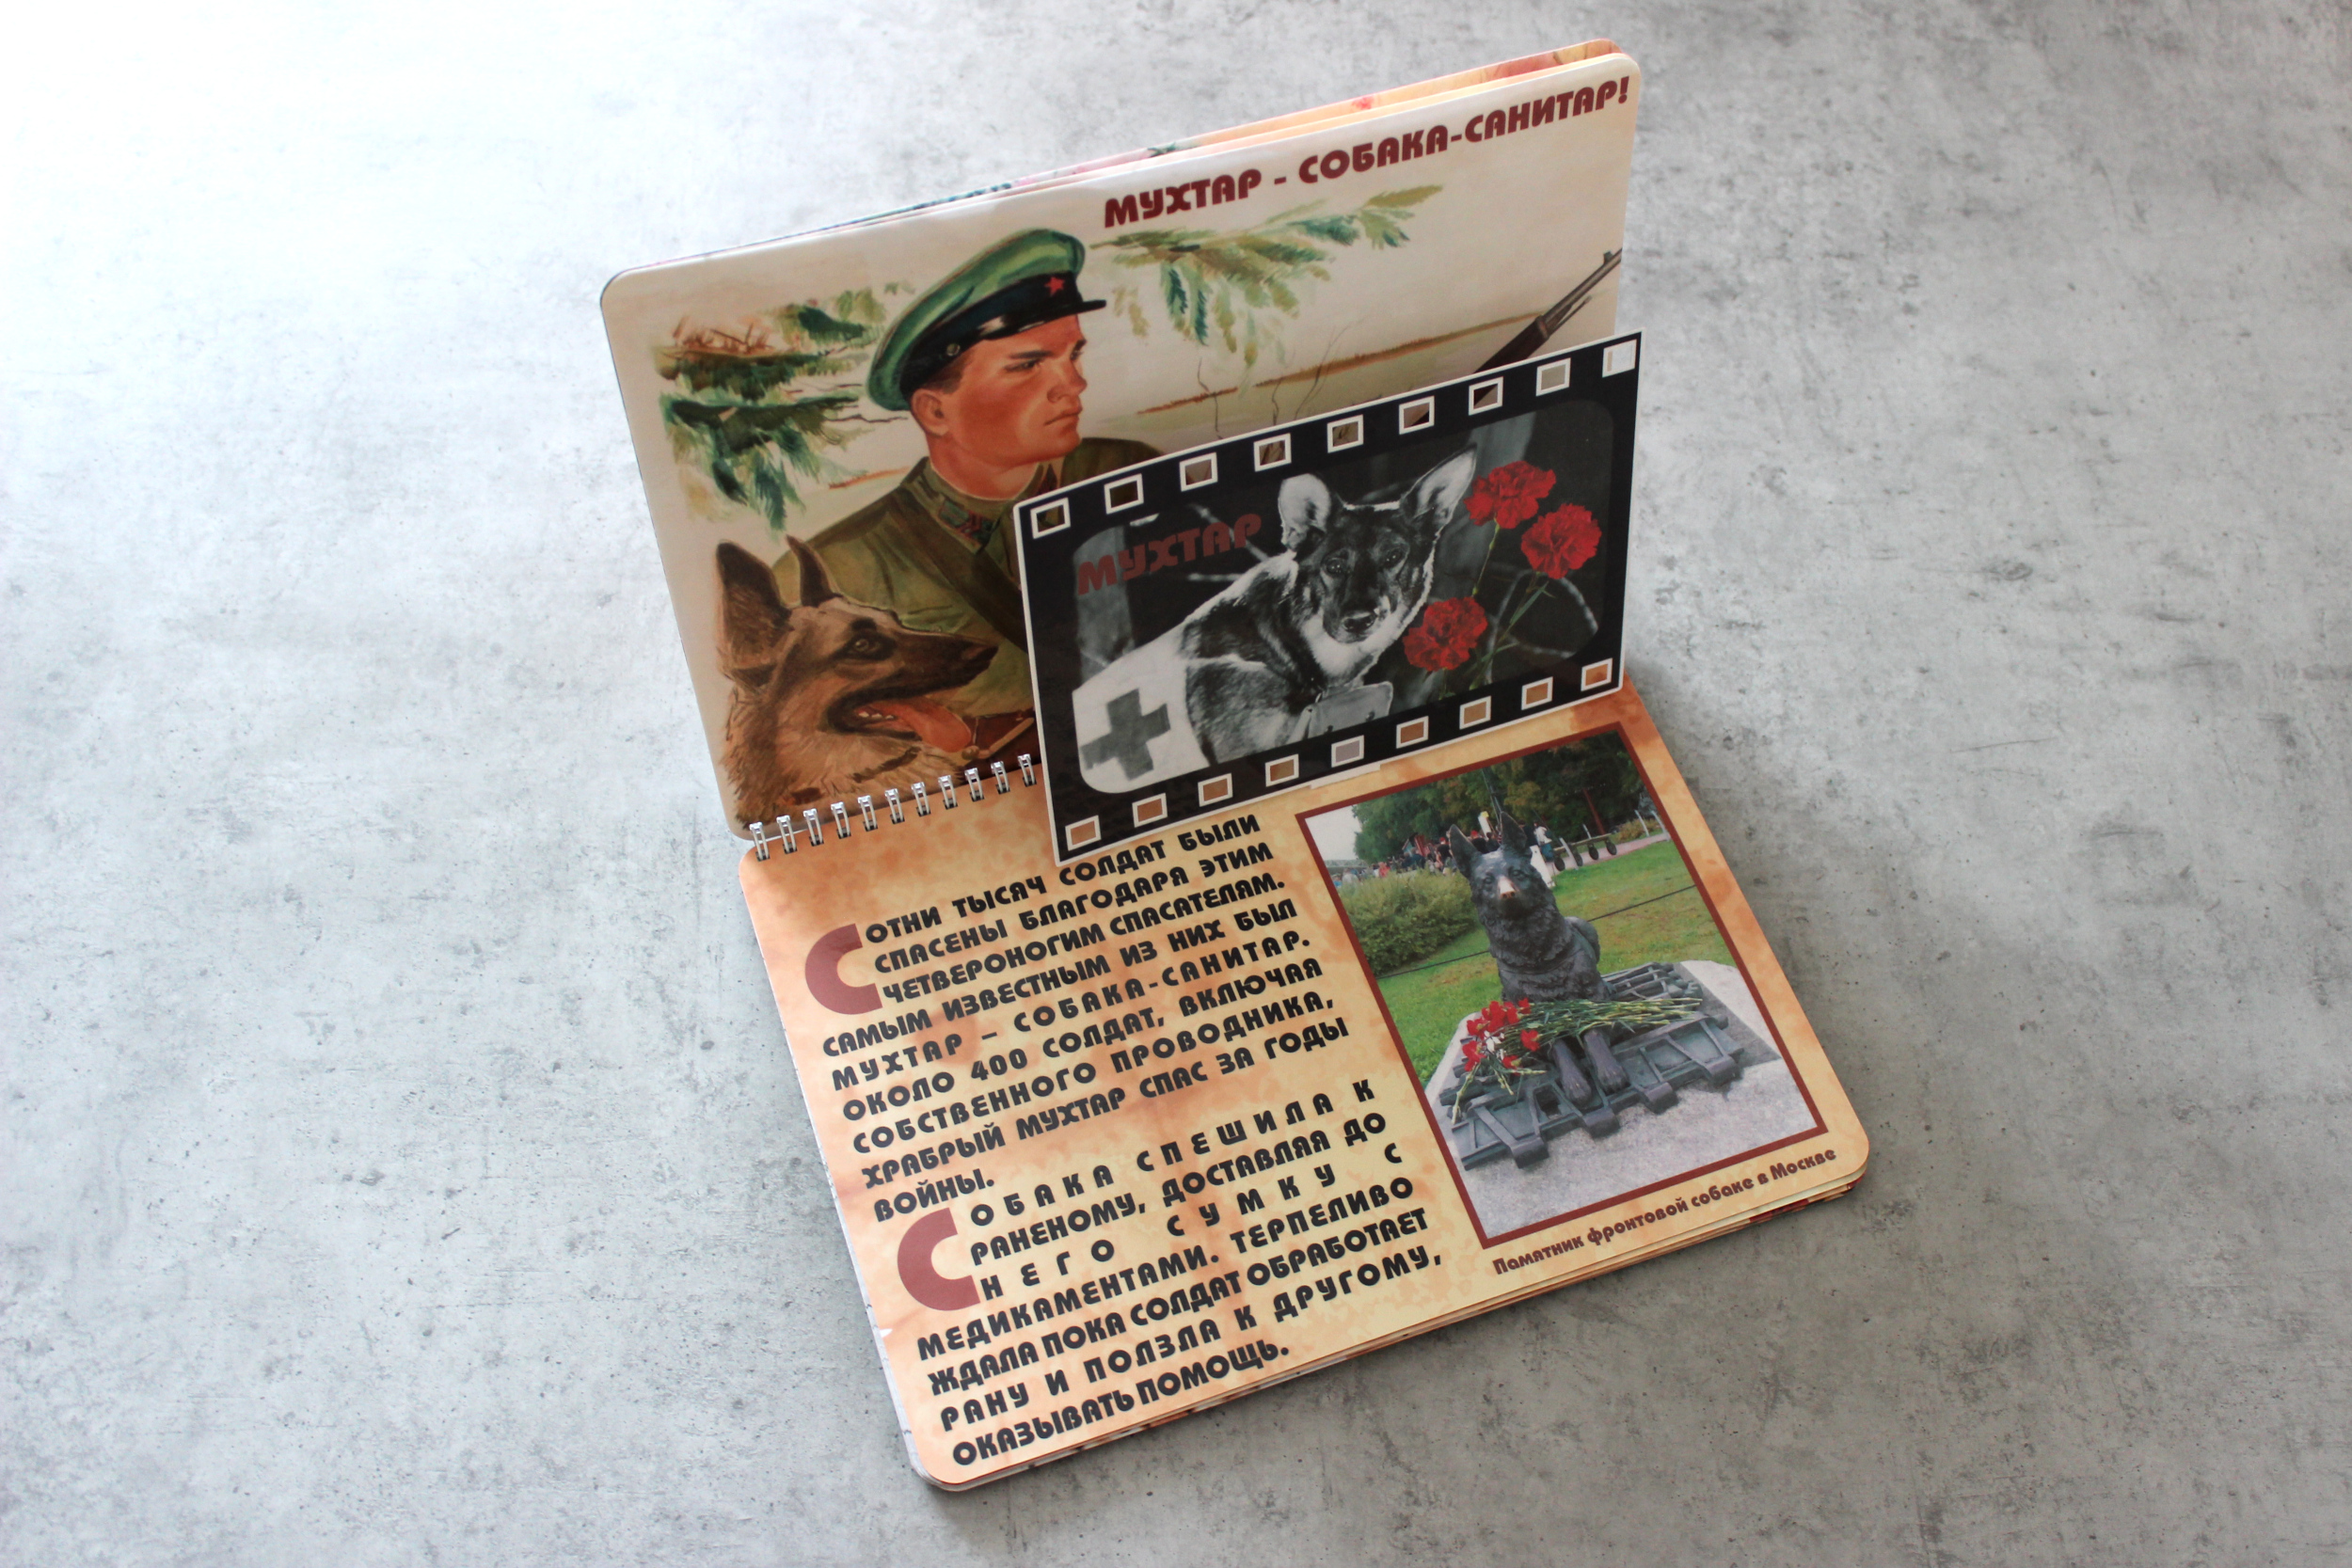 МУХТАР - СОБАКА-САНИТАР!
МУХТАР
СОТНИ ТЫСЯЧ СОЛДАТ БЫЛИ
СПАСЕНЫ БЛАГОДАРЯ ЭТИМ
ЧЕТВЕРОНОГИМ СПАСАТЕЛЯМ.
САМЫМ ИЗВЕСТНЫМ ИЗ НИХ БЫЛ
МУХТАР – СОБАКА-САНИТАР.
ОКОЛО 400 СОЛДАТ, ВКЛЮЧАЯ
СОБСТВЕННОГО ПРОВОДНИКА,
ХРАБРЫЙ МУХТАР СПАС ЗА ГОДЫ
ВОЙНЫ.
СОБАКА СПЕШИЛА К
РАНЕНОМУ, ДОСТАВЛЯЯ ДО
НЕГО СУМКУ С
МЕДИКАМЕНТАМИ. ТЕРПЕЛИВО
ЖДАЛА ПОКА СОЛДАТ ОБРАБОТАЕТ
РАНУ И ПОЛЗЛА К ДРУГОМУ,
ОКАЗЫВАТЬ ПОМОЩЬ.
Памятник фронтовой собаке в Москве